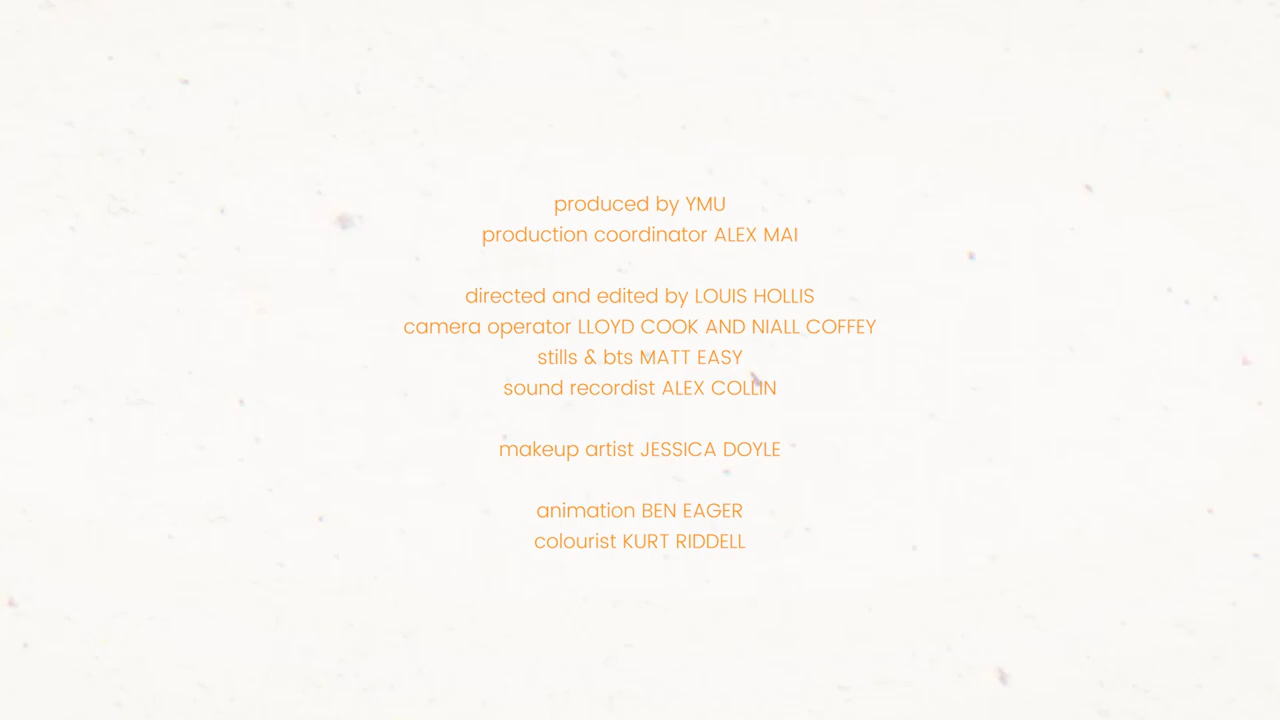 produced by YMU
production coordinator ALEX MAI
directed and edited by LOUIS HOLLIS
camera operator LLOYD COOK AND NIALL COFFEY
stills & bts MATT EASY
sound recordist ALEX COLLIN
makeup artist JESSICA DOYLE
animation BEN EAGER
colourist KURT RIDDELL